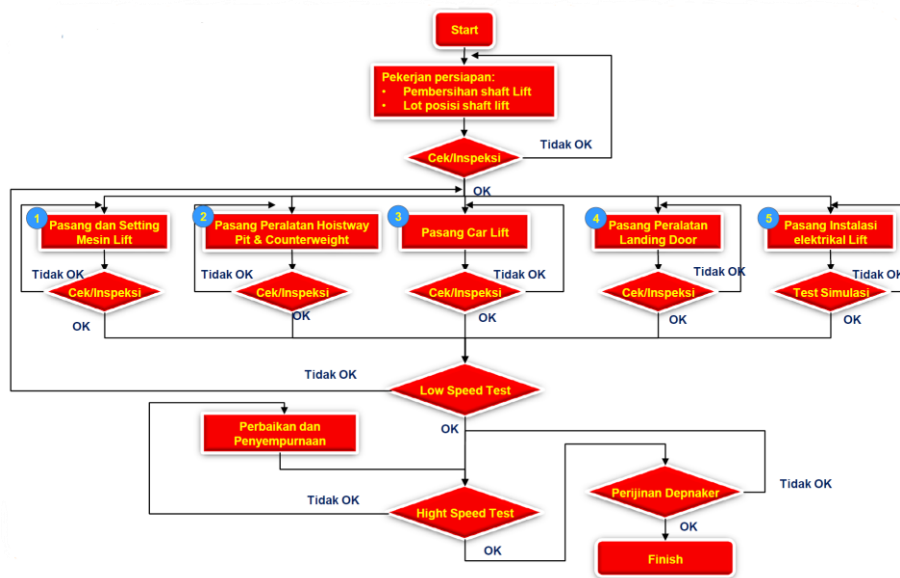 Start
Pekerjan persiapan:
• Pembersihan shaft Lift
• Lot posisi shaft lift
Cek/Inspeksi
Tidak OK
OK
1
Pasang dan Setting
Mesin Lift
2
Pasang Peralatan Hoistway
Pit & Counterweight
3
Pasang Car Lift
4
Pasang Peralatan
Landing Door
5
Pasang Instalasi
elektrikal Lift
Tidak OK
Tidak OK
Tidak OK
Tidak OK
Tidak OK
Cek/Inspeksi
Cek/Inspeksi
Cek/Inspeksi
Cek/Inspeksi
Test Simulasi
OK
OK
OK
OK
OK
Tidak OK
Low Speed Test
OK
Perbaikan dan
Penyempurnaan
Tidak OK
Hight Speed Test
OK
Perijinan Depnaker
Tidak OK
OK
Finish